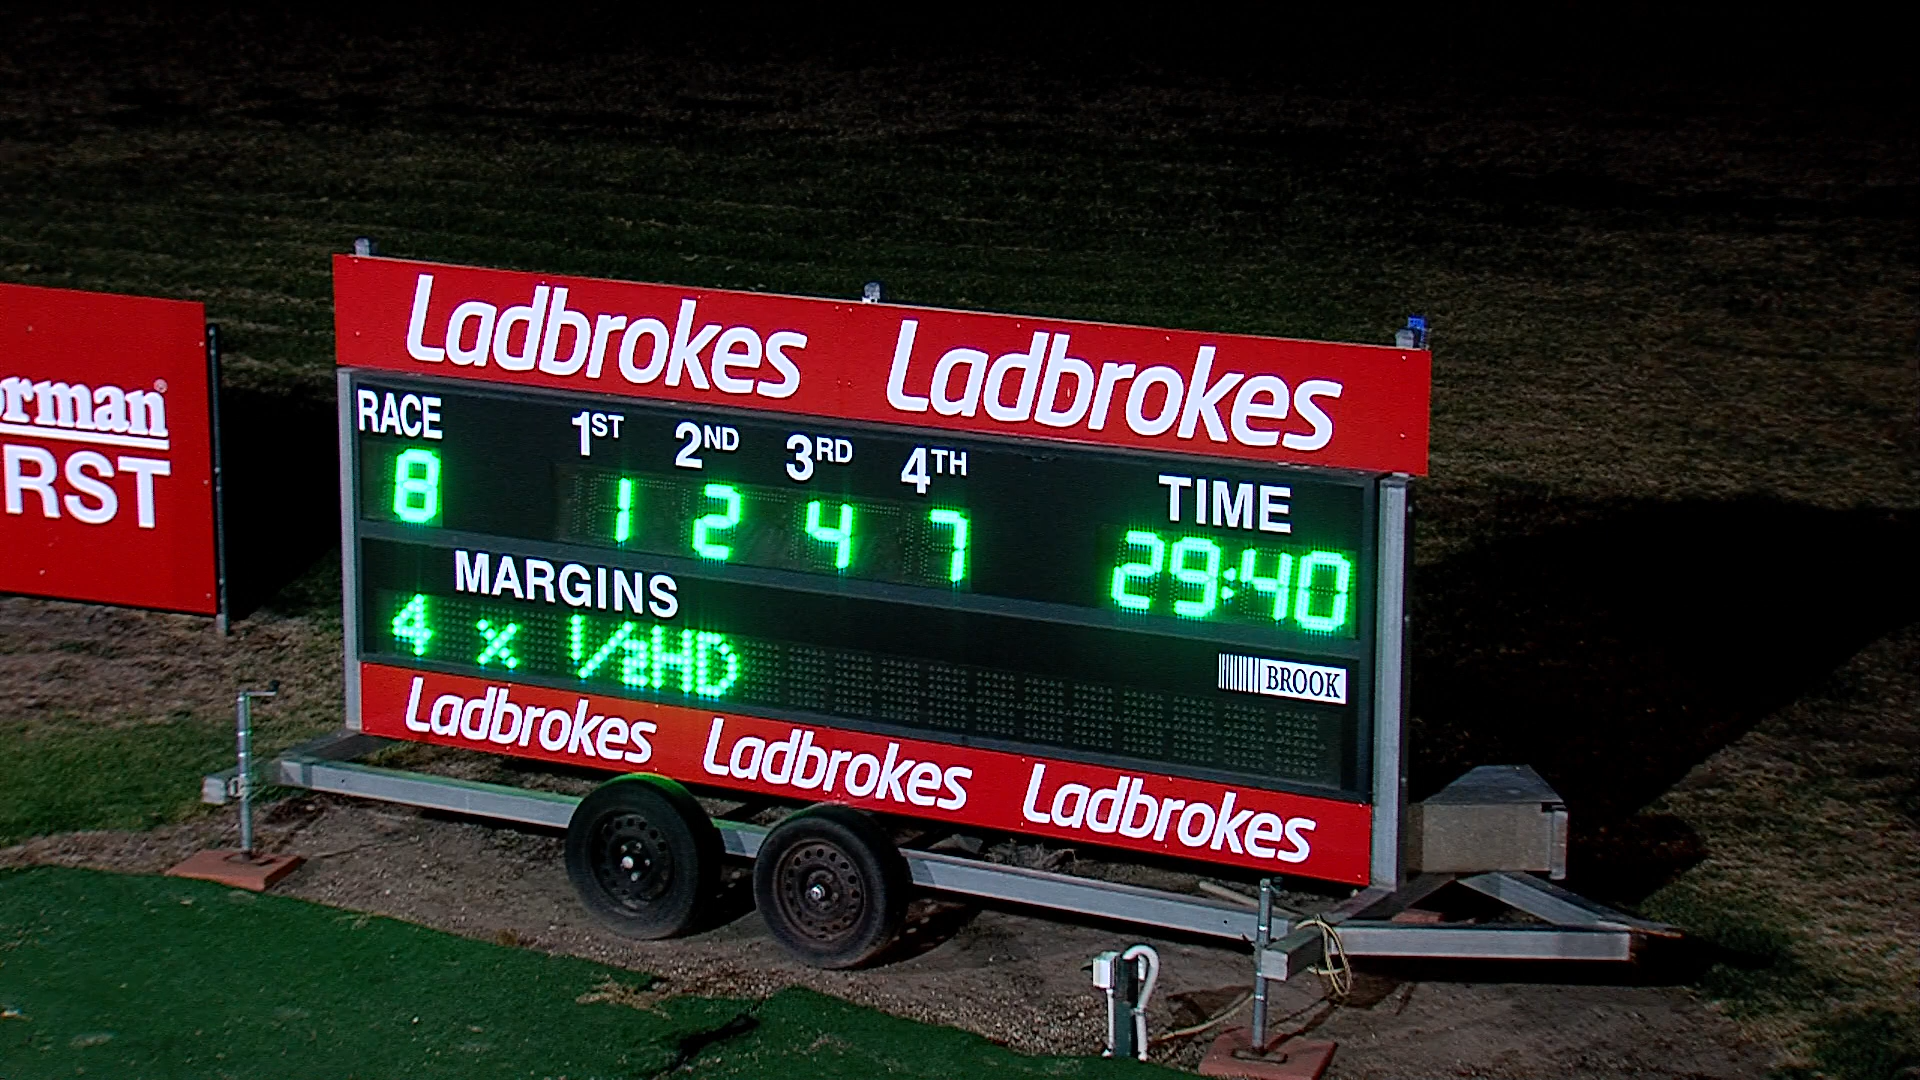 Ladbrokes Ladbrokes
RACE 1ST 2ND 3RD 4TH TIME
8 1 2 4 7 29:40
MARGINS
4 ½ 1/2HD
BROOK
Ladbrokes Ladbrokes Ladbrokes
orman®
RST